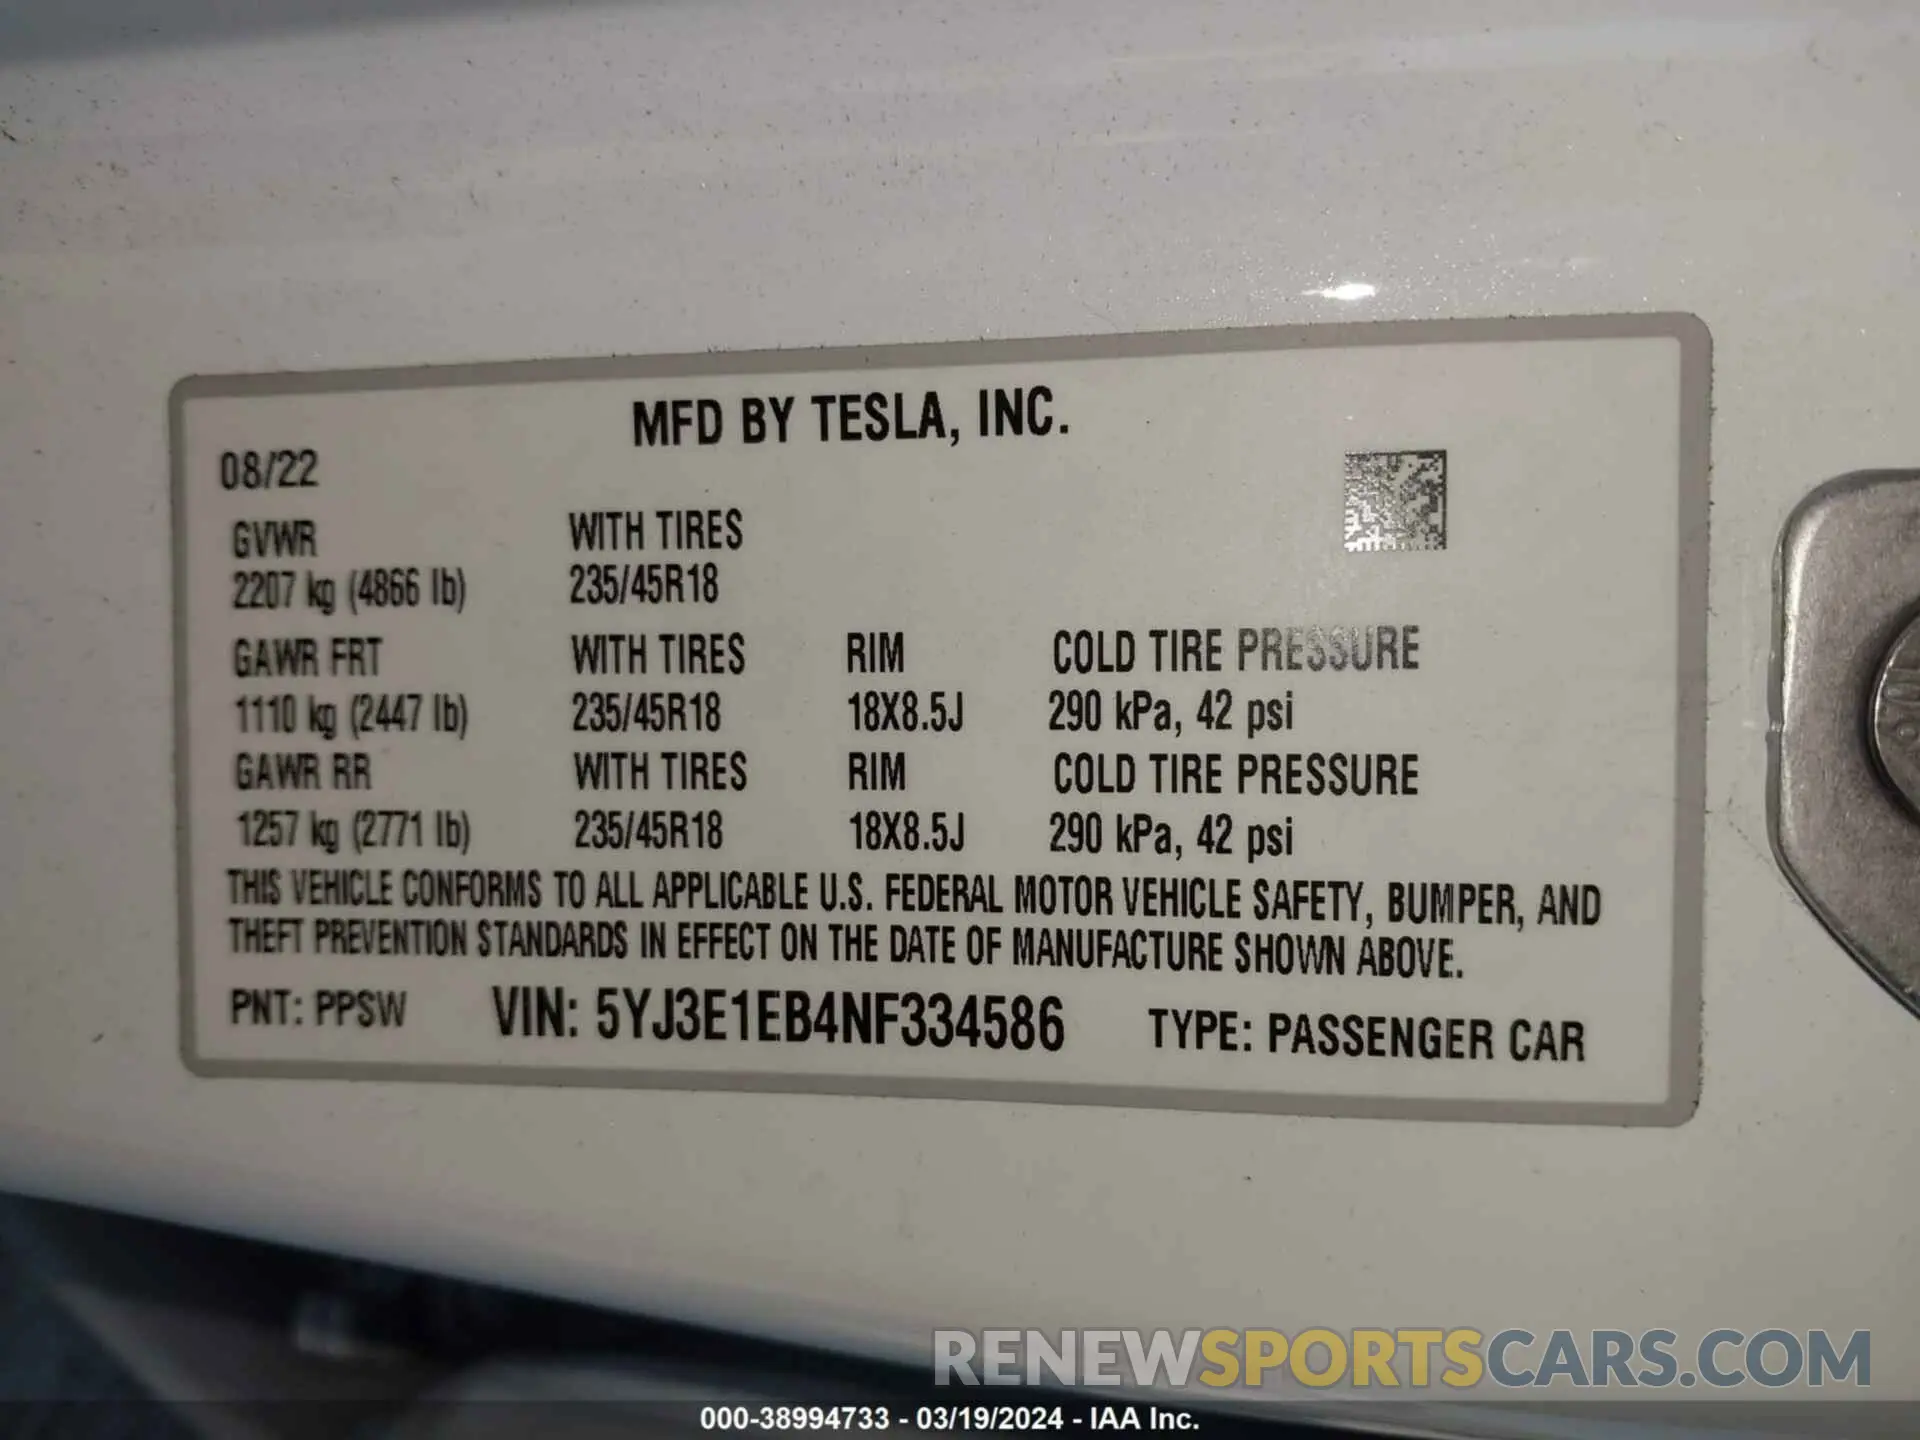 MFD BY TESLA, INC.
08/22
GVWR WITH TIRES
2207 kg (4866 lb) 235/45R18
GAWR FRT WITH TIRES RIM COLD TIRE PRESSURE
1110 kg (2447 lb) 235/45R18 18X8.5J 290 kPa, 42 psi
GAWR RR WITH TIRES RIM COLD TIRE PRESSURE
1257 kg (2771 lb) 235/45R18 18X8.5J 290 kPa, 42 psi
THIS VEHICLE CONFORMS TO ALL APPLICABLE U.S. FEDERAL MOTOR VEHICLE SAFETY, BUMPER, AND
THEFT PREVENTION STANDARDS IN EFFECT ON THE DATE OF MANUFACTURE SHOWN ABOVE.
PNT: PPSW VIN: 5YJ3E1EB4NF334586 TYPE: PASSENGER CAR
RENEWSPORTSCARS.COM
000-38994733 - 03/19/2024 - IAA Inc.